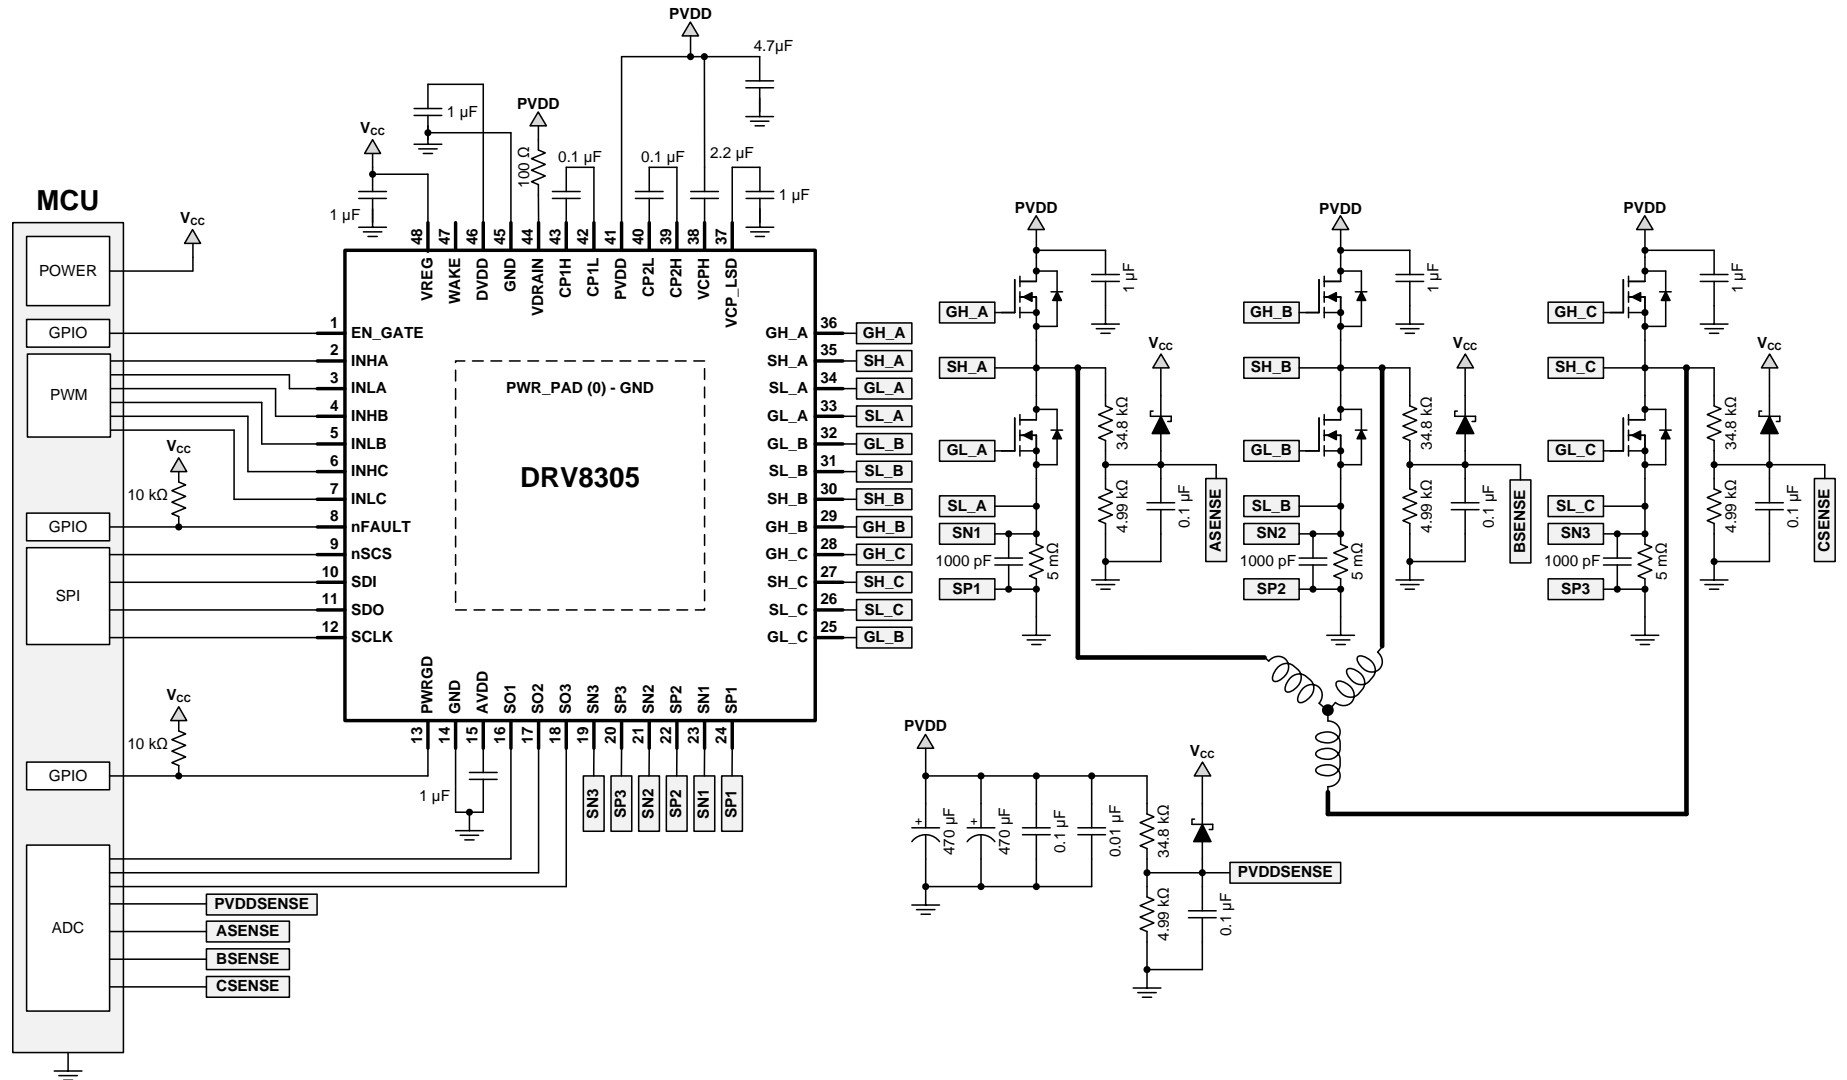 PVDD
4.7µF
1 µF
PVDD
VCC
100 Ω
0.1 µF
0.1 µF
2.2 µF
1 µF
1 µF
MCU
VCC
POWER
GPIO
PWM
VCC
10 kΩ
GPIO
SPI
VCC
10 kΩ
GPIO
ADC
PVDDSENSE
ASENSE
BSENSE
CSENSE
48 47 46 45 44 43 42 41 40 39 38 37
VREG WAKE DVDD GND VDRAIN CP1H CP1L PVDD CP2L CP2H VCPH VCP_LSD
1 EN_GATE
2 INHA
3 INLA
4 INHB
5 INLB
6 INHC
7 INLC
8 nFAULT
9 nSCS
10 SDI
11 SDO
12 SCLK
PWR_PAD (0) - GND
DRV8305
GH_A 36 GH_A
SH_A 35 SH_A
SL_A 34 GL_A
GL_A 33 SL_A
GL_B 32 GL_B
SL_B 31 SL_B
SH_B 30 SH_B
GH_B 29 GH_B
GH_C 28 GH_C
SH_C 27 SH_C
SL_C 26 SL_C
GL_C 25 GL_B
PWRGD GND AVDD SO1 SO2 SO3 SN3 SP3 SN2 SP2 SN1 SP1
13 14 15 16 17 18 19 20 21 22 23 24
1 µF
SN3 SP3 SN2 SP2 SN1 SP1
PVDD
1 µF
GH_A
VCC
SH_A
34.8 kΩ
GL_A
4.99 kΩ
0.1 µF
ASENSE
SL_A
SN1
1000 pF
5 mΩ
SP1
PVDD
1 µF
GH_B
VCC
SH_B
34.8 kΩ
GL_B
4.99 kΩ
0.1 µF
BSENSE
SL_B
SN2
1000 pF
5 mΩ
SP2
PVDD
1 µF
GH_C
VCC
SH_C
34.8 kΩ
GL_C
4.99 kΩ
0.1 µF
CSENSE
SL_C
SN3
1000 pF
5 mΩ
SP3
PVDD
VCC
+
470 µF
+
470 µF
0.1 µF
0.01 µF
34.8 kΩ
PVDDSENSE
4.99 kΩ
0.1 µF